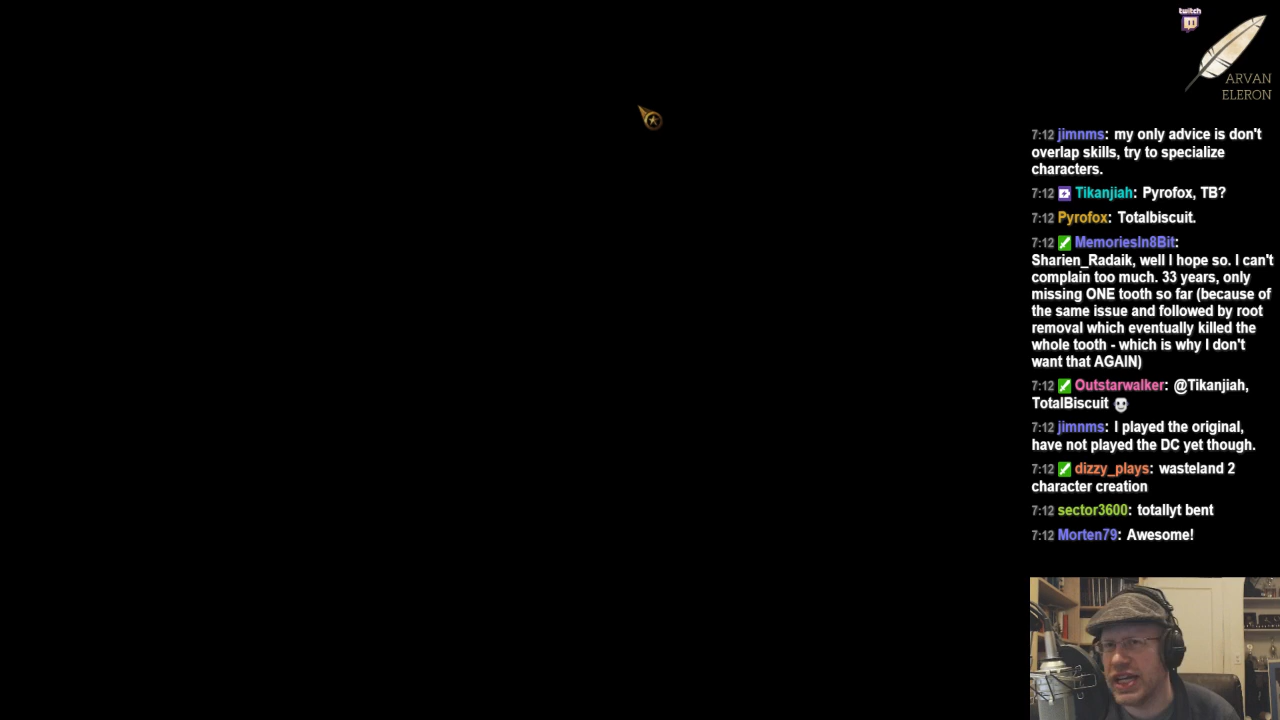 twitch
ARVAN
ELERON
7:12 jimnms: my only advice is don't
overlap skills, try to specialize
characters.
7:12 Tikanjiah: Pyrofox, TB?
7:12 Pyrofox: Totalbiscuit.
7:12 MemoriesIn8Bit:
Sharien_Radaik, well I hope so. I can't
complain too much. 33 years, only
missing ONE tooth so far (because of
the same issue and followed by root
removal which eventually killed the
whole tooth - which is why I don't
want that AGAIN)
7:12 Outstarwalker: @Tikanjiah,
TotalBiscuit
7:12 jimnms: I played the original,
have not played the DC yet though.
7:12 dizzy_plays: wasteland 2
character creation
7:12 sector3600: totallyt bent
7:12 Morten79: Awesome!